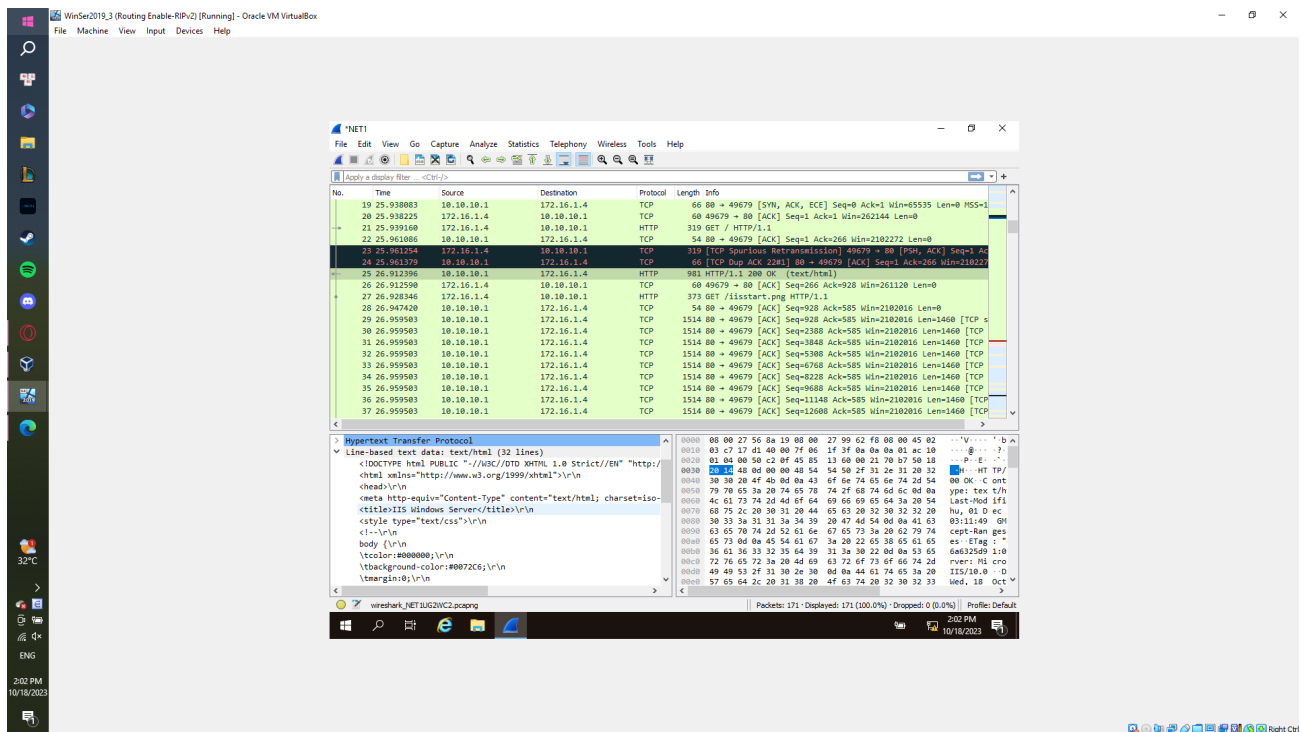 WinSer2019_3 (Routing Enable-RIPv2) [Running] - Oracle VM VirtualBox
File Machine View Input Devices Help
*NET1
File Edit View Go Capture Analyze Statistics Telephony Wireless Tools Help
Apply a display filter ... <Ctrl-/>
No. Time Source Destination Protocol Length Info
19 25.938083 10.10.10.1 172.16.1.4 TCP 66 80 → 49679 [SYN, ACK, ECE] Seq=0 Ack=1 Win=65535 Len=0 MSS=1
20 25.938225 172.16.1.4 10.10.10.1 TCP 60 49679 → 80 [ACK] Seq=1 Ack=1 Win=262144 Len=0
21 25.939160 172.16.1.4 10.10.10.1 HTTP 319 GET / HTTP/1.1
22 25.961086 10.10.10.1 172.16.1.4 TCP 54 80 → 49679 [ACK] Seq=1 Ack=266 Win=2102272 Len=0
23 25.961254 172.16.1.4 10.10.10.1 TCP 319 [TCP Spurious Retransmission] 49679 → 80 [PSH, ACK] Seq=1 Ac
24 25.961379 10.10.10.1 172.16.1.4 TCP 66 [TCP Dup ACK 22#1] 80 → 49679 [ACK] Seq=1 Ack=266 Win=210227
25 26.912396 10.10.10.1 172.16.1.4 HTTP 981 HTTP/1.1 200 OK (text/html)
26 26.912590 172.16.1.4 10.10.10.1 TCP 60 49679 → 80 [ACK] Seq=266 Ack=928 Win=261120 Len=0
27 26.928346 172.16.1.4 10.10.10.1 HTTP 373 GET /iisstart.png HTTP/1.1
28 26.947420 10.10.10.1 172.16.1.4 TCP 54 80 → 49679 [ACK] Seq=928 Ack=585 Win=2102016 Len=0
29 26.959503 10.10.10.1 172.16.1.4 TCP 1514 80 → 49679 [ACK] Seq=928 Ack=585 Win=2102016 Len=1460 [TCP s
30 26.959503 10.10.10.1 172.16.1.4 TCP 1514 80 → 49679 [ACK] Seq=2388 Ack=585 Win=2102016 Len=1460 [TCP
31 26.959503 10.10.10.1 172.16.1.4 TCP 1514 80 → 49679 [ACK] Seq=3848 Ack=585 Win=2102016 Len=1460 [TCP
32 26.959503 10.10.10.1 172.16.1.4 TCP 1514 80 → 49679 [ACK] Seq=5308 Ack=585 Win=2102016 Len=1460 [TCP
33 26.959503 10.10.10.1 172.16.1.4 TCP 1514 80 → 49679 [ACK] Seq=6768 Ack=585 Win=2102016 Len=1460 [TCP
34 26.959503 10.10.10.1 172.16.1.4 TCP 1514 80 → 49679 [ACK] Seq=8228 Ack=585 Win=2102016 Len=1460 [TCP
35 26.959503 10.10.10.1 172.16.1.4 TCP 1514 80 → 49679 [ACK] Seq=9688 Ack=585 Win=2102016 Len=1460 [TCP
36 26.959503 10.10.10.1 172.16.1.4 TCP 1514 80 → 49679 [ACK] Seq=11148 Ack=585 Win=2102016 Len=1460 [TCP
37 26.959503 10.10.10.1 172.16.1.4 TCP 1514 80 → 49679 [ACK] Seq=12608 Ack=585 Win=2102016 Len=1460 [TCP
Hypertext Transfer Protocol
Line-based text data: text/html (32 lines)
<!DOCTYPE html PUBLIC "-//W3C//DTD XHTML 1.0 Strict//EN" "http:/
<html xmlns="http://www.w3.org/1999/xhtml">\r\n
<head>\r\n
<meta http-equiv="Content-Type" content="text/html; charset=iso-
<title>IIS Windows Server</title>\r\n
<style type="text/css">\r\n
<!--\r\n
body {\r\n
\tcolor:#000000;\r\n
\tbackground-color:#0072C6;\r\n
\tmargin:0;\r\n
0000 08 00 27 56 8a 19 08 00 27 99 62 f8 08 00 45 02 ··'V···· '·b
0010 03 c7 17 d1 40 00 7f 06 1f 3f 0a 0a 0a 01 ac 10 ····@··· ·?·
0020 01 04 00 50 c2 0f 45 85 13 60 00 21 70 b7 50 18 ···P··E· ·`·
0030 20 14 48 0d 00 00 48 54 54 50 2f 31 2e 31 20 32 ·H···HT TP/
0040 30 30 20 4f 4b 0d 0a 43 6f 6e 74 65 6e 74 2d 54 00 OK··C ont
0050 79 70 65 3a 20 74 65 78 74 2f 68 74 6d 6c 0d 0a ype: tex t/h
0060 4c 61 73 74 2d 4d 6f 64 69 66 69 65 64 3a 20 54 Last-Mod ifi
0070 68 75 2c 20 30 31 20 44 65 63 20 32 30 32 32 20 hu, 01 D ec
0080 30 33 3a 31 31 3a 34 39 20 47 4d 54 0d 0a 41 63 03:11:49 GM
0090 63 65 70 74 2d 52 61 6e 67 65 73 3a 20 62 79 74 cept-Ran ges
00a0 65 73 0d 0a 45 54 61 67 3a 20 22 65 38 65 61 65 es··ETag : "
00b0 36 61 36 33 32 35 64 39 31 3a 30 22 0d 0a 53 65 6a6325d9 1:0
00c0 72 76 65 72 3a 20 4d 69 63 72 6f 73 6f 66 74 2d rver: Mi cro
00d0 49 49 53 2f 31 30 2e 30 0d 0a 44 61 74 65 3a 20 IIS/10.0 ··D
00e0 57 65 64 2c 20 31 38 20 4f 63 74 20 32 30 32 33 Wed, 18 Oct
wireshark_NET1UG2WC2.pcapng
Packets: 171 · Displayed: 171 (100.0%) · Dropped: 0 (0.0%)
Profile: Default
2:02 PM
10/18/2023
32°C
ENG
2:02 PM
10/18/2023
Right Ctrl